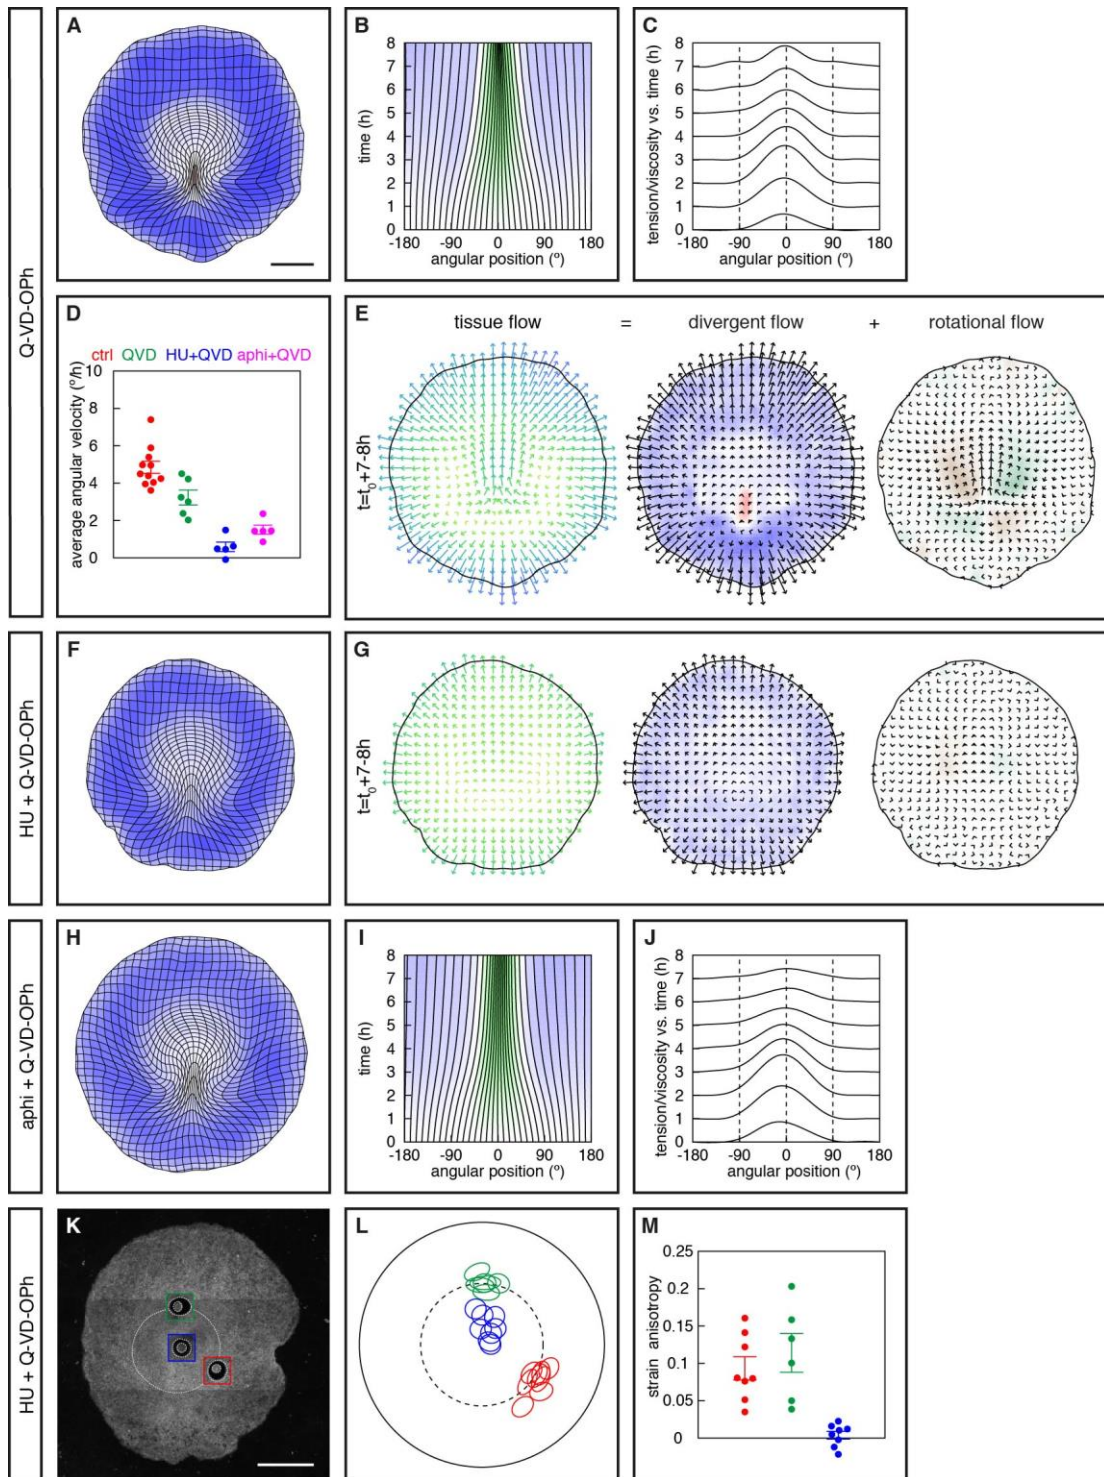 Q-VD-OPh
A
B
8
7
6
5
4
3
2
1
0
time (h)
-180 -90 0 90 180
angular position (º)
C
8
7
6
5
4
3
2
1
0
tension/viscosity vs. time (h)
-180 -90 0 90 180
angular position (º)
D
ctrl QVD HU+QVD aphi+QVD
10
8
6
4
2
0
average angular velocity (º/h)
E
tissue flow = divergent flow + rotational flow
t=t0+7-8h
HU + Q-VD-OPh
F
G
t=t0+7-8h
aphi + Q-VD-OPh
H
I
8
7
6
5
4
3
2
1
0
time (h)
-180 -90 0 90 180
angular position (º)
J
8
7
6
5
4
3
2
1
0
tension/viscosity vs. time (h)
-180 -90 0 90 180
angular position (º)
HU + Q-VD-OPh
K
L
M
0.25
0.2
0.15
0.1
0.05
0
strain anisotropy